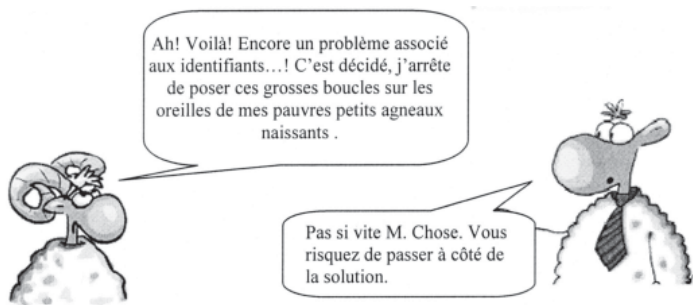 Ah! Voilà! Encore un problème associé
aux identifiants…! C’est décidé, j’arrête
de poser ces grosses boucles sur les
oreilles de mes pauvres petits agneaux
naissants .
Pas si vite M. Chose. Vous
risquez de passer à côté de
la solution.